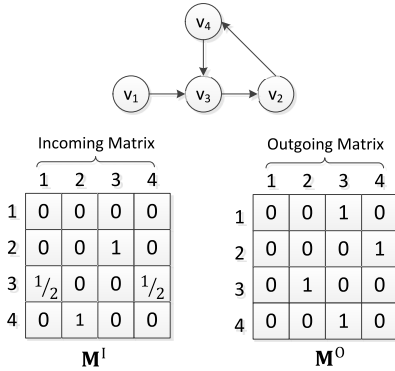 v4
v1 v3 v2
Incoming Matrix
1 2 3 4
1 0 0 0 0
2 0 0 1 0
3 1/2 0 0 1/2
4 0 1 0 0
M^I
Outgoing Matrix
1 2 3 4
1 0 0 1 0
2 0 0 0 1
3 0 1 0 0
4 0 0 1 0
M^O